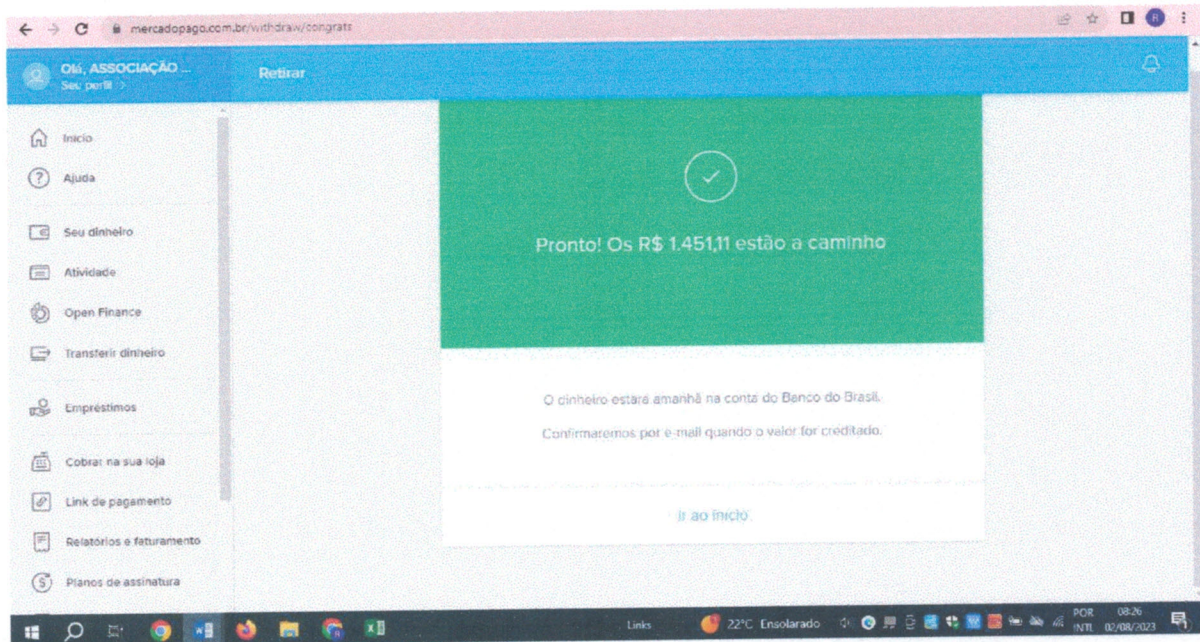 mercadopago.com.br/withdraw/congrats
Olá, ASSOCIAÇÃO ...
Seu perfil >
Retirar
Início
Ajuda
Seu dinheiro
Atividade
Open Finance
Transferir dinheiro
Empréstimos
Cobrar na sua loja
Link de pagamento
Relatórios e faturamento
Planos de assinatura
Pronto! Os R$ 1.451,11 estão a caminho
O dinheiro estará amanhã na conta do Banco do Brasil.
Confirmaremos por e-mail quando o valor for creditado.
Ir ao início
Links
22°C Ensolarado
POR
INTL
08:26
02/08/2023